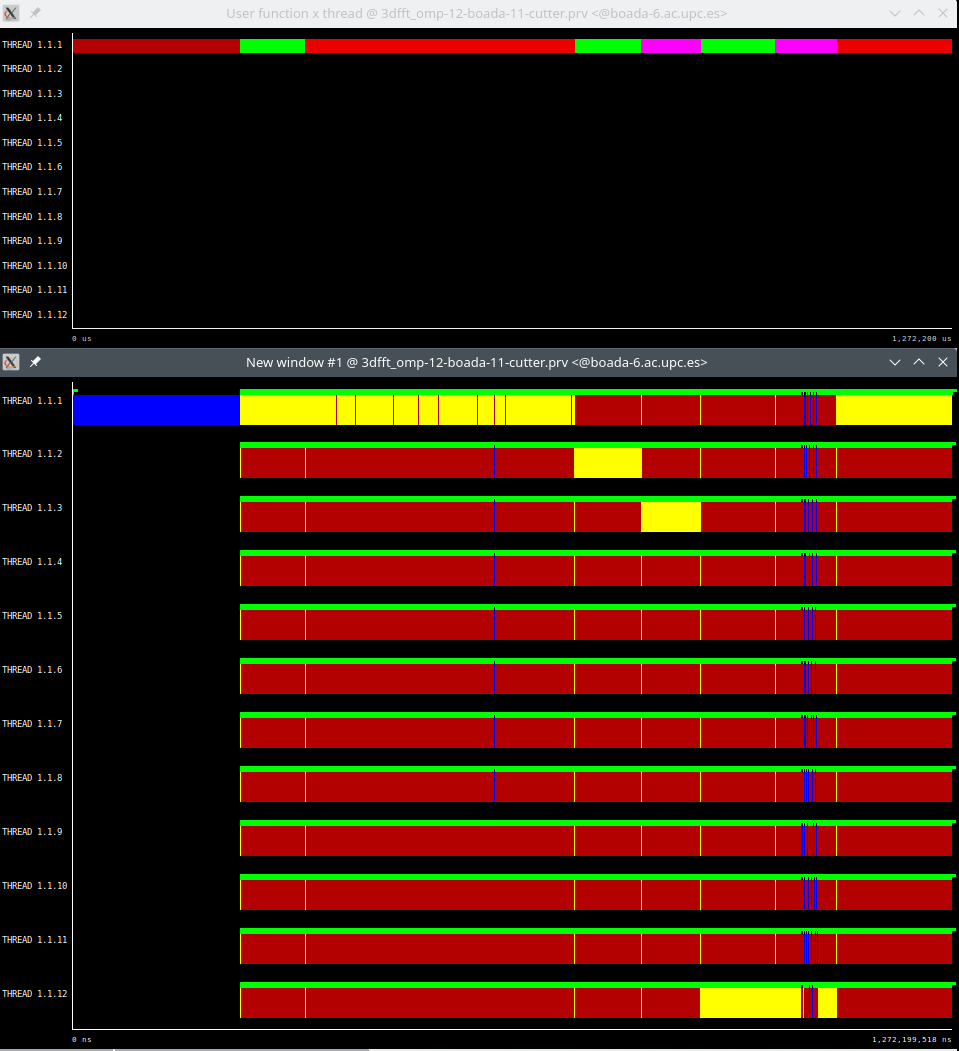 User function x thread @ 3dfft_omp-12-boada-11-cutter.prv <@boada-6.ac.upc.es>
THREAD 1.1.1
THREAD 1.1.2
THREAD 1.1.3
THREAD 1.1.4
THREAD 1.1.5
THREAD 1.1.6
THREAD 1.1.7
THREAD 1.1.8
THREAD 1.1.9
THREAD 1.1.10
THREAD 1.1.11
THREAD 1.1.12
0 us 1,272,200 us
New window #1 @ 3dfft_omp-12-boada-11-cutter.prv <@boada-6.ac.upc.es>
THREAD 1.1.1
THREAD 1.1.2
THREAD 1.1.3
THREAD 1.1.4
THREAD 1.1.5
THREAD 1.1.6
THREAD 1.1.7
THREAD 1.1.8
THREAD 1.1.9
THREAD 1.1.10
THREAD 1.1.11
THREAD 1.1.12
0 ns 1,272,199,518 ns